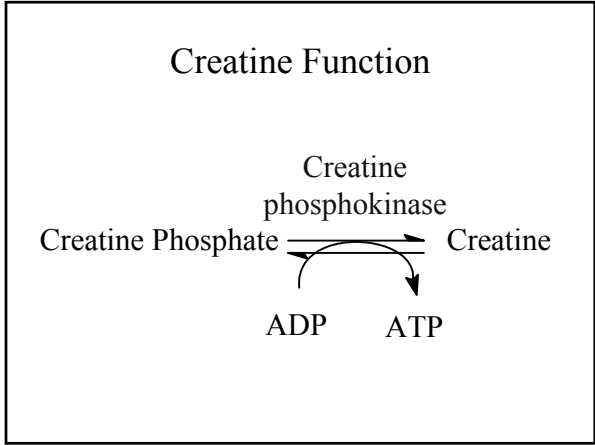 Creatine Function
Creatine
phosphokinase
Creatine Phosphate
Creatine
ADP
ATP